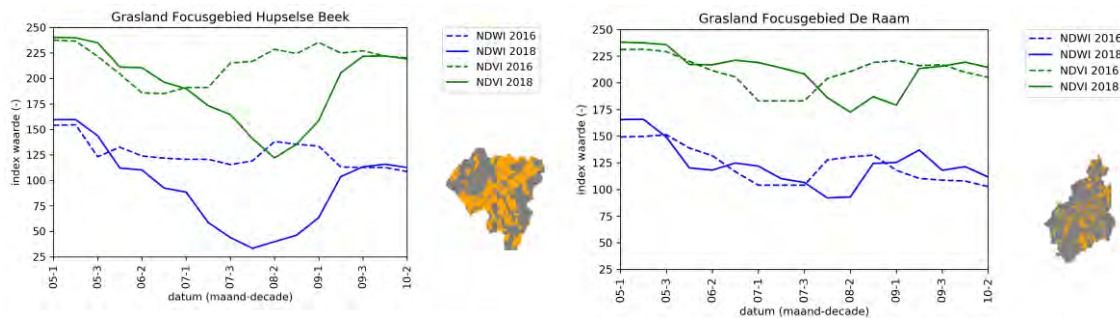 Grasland Focusgebied Hupselse Beek
250
225
200
175
150
125
100
75
50
25
index waarde (-)
05-1
05-3
06-2
07-1
07-3
08-2
09-1
09-3
10-2
datum (maand-decade)
NDWI 2016
NDWI 2018
NDVI 2016
NDVI 2018
Grasland Focusgebied De Raam
250
225
200
175
150
125
100
75
50
25
index waarde (-)
05-1
05-3
06-2
07-1
07-3
08-2
09-1
09-3
10-2
datum (maand-decade)
NDWI 2016
NDWI 2018
NDVI 2016
NDVI 2018